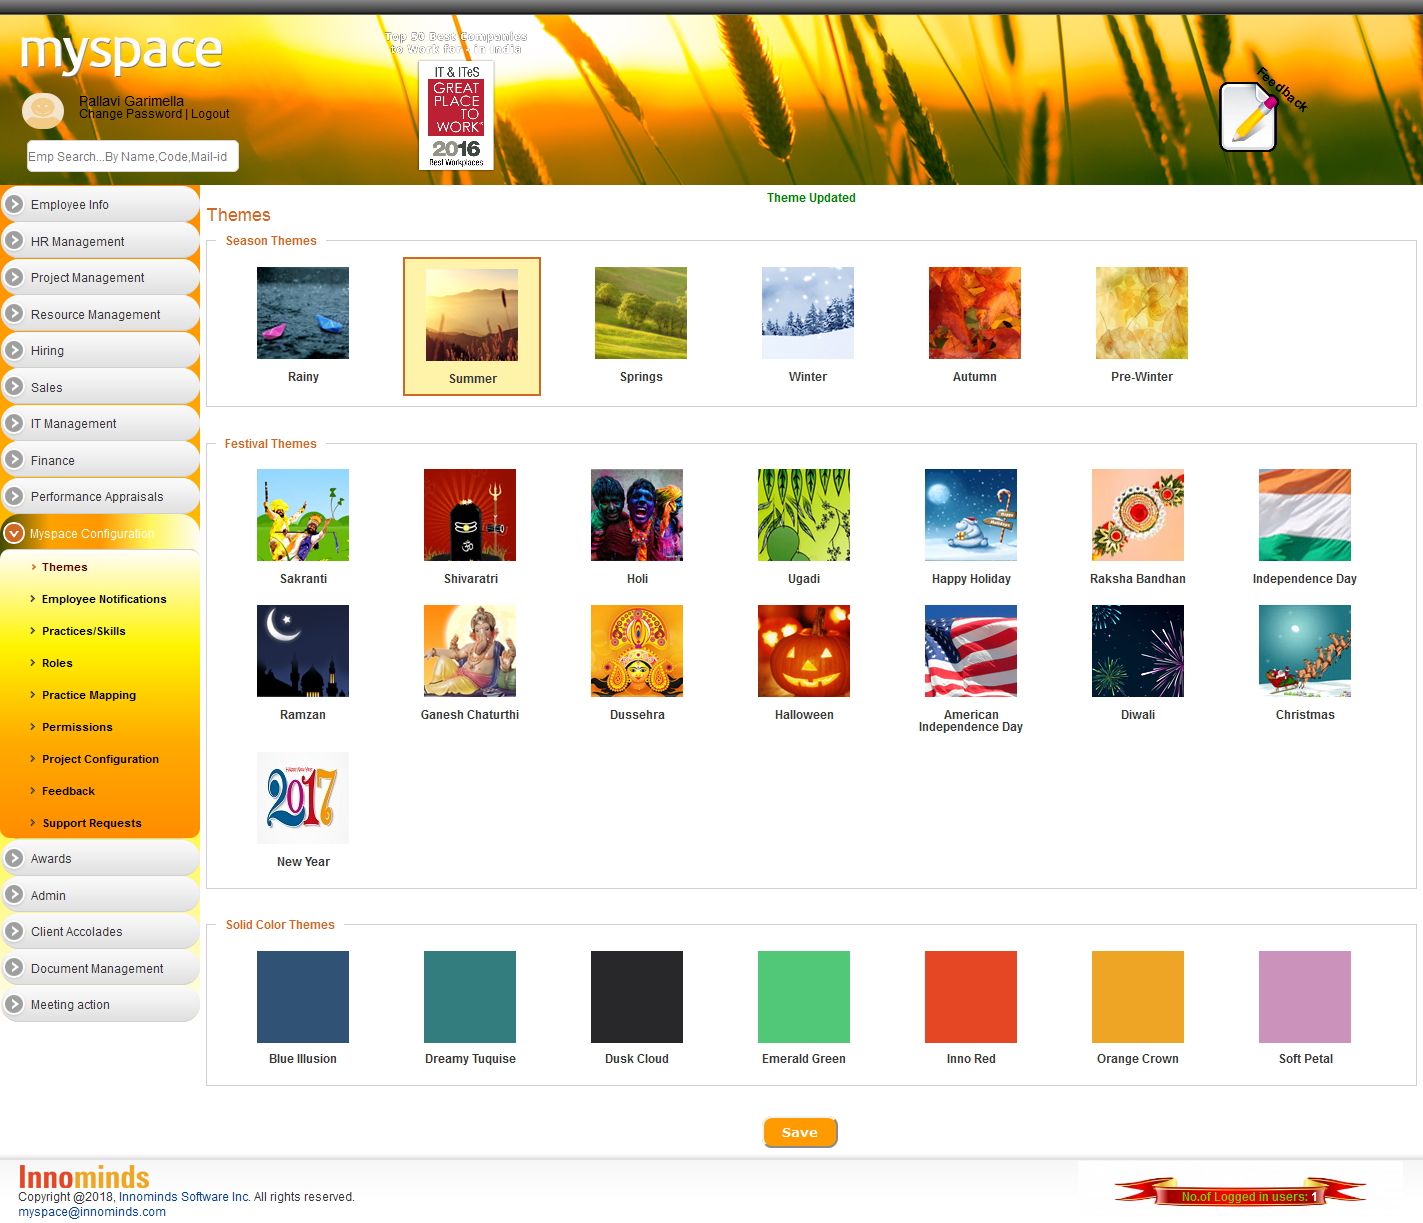 myspace
Top 50 Best Companies
to Work for - in India
IT & ITeS
GREAT
PLACE
TO
WORK
2016
Best Workplaces
Feedback
Pallavi Garimella
Change Password | Logout
Emp Search...By Name,Code,Mail-id
Employee Info
HR Management
Project Management
Resource Management
Hiring
Sales
IT Management
Finance
Performance Appraisals
Myspace Configuration
Themes
Employee Notifications
Practices/Skills
Roles
Practice Mapping
Permissions
Project Configuration
Feedback
Support Requests
Awards
Admin
Client Accolades
Document Management
Meeting action
Theme Updated
Themes
Season Themes
Rainy
Summer
Springs
Winter
Autumn
Pre-Winter
Festival Themes
Sakranti
Shivaratri
Holi
Ugadi
Happy Holiday
Raksha Bandhan
Independence Day
Ramzan
Ganesh Chaturthi
Dussehra
Halloween
American
Independence Day
Diwali
Christmas
Happy New Year
2017
New Year
Solid Color Themes
Blue Illusion
Dreamy Tuquise
Dusk Cloud
Emerald Green
Inno Red
Orange Crown
Soft Petal
Save
Innominds
Copyright @2018, Innominds Software Inc. All rights reserved.
myspace@innominds.com
No.of Logged in users: 1